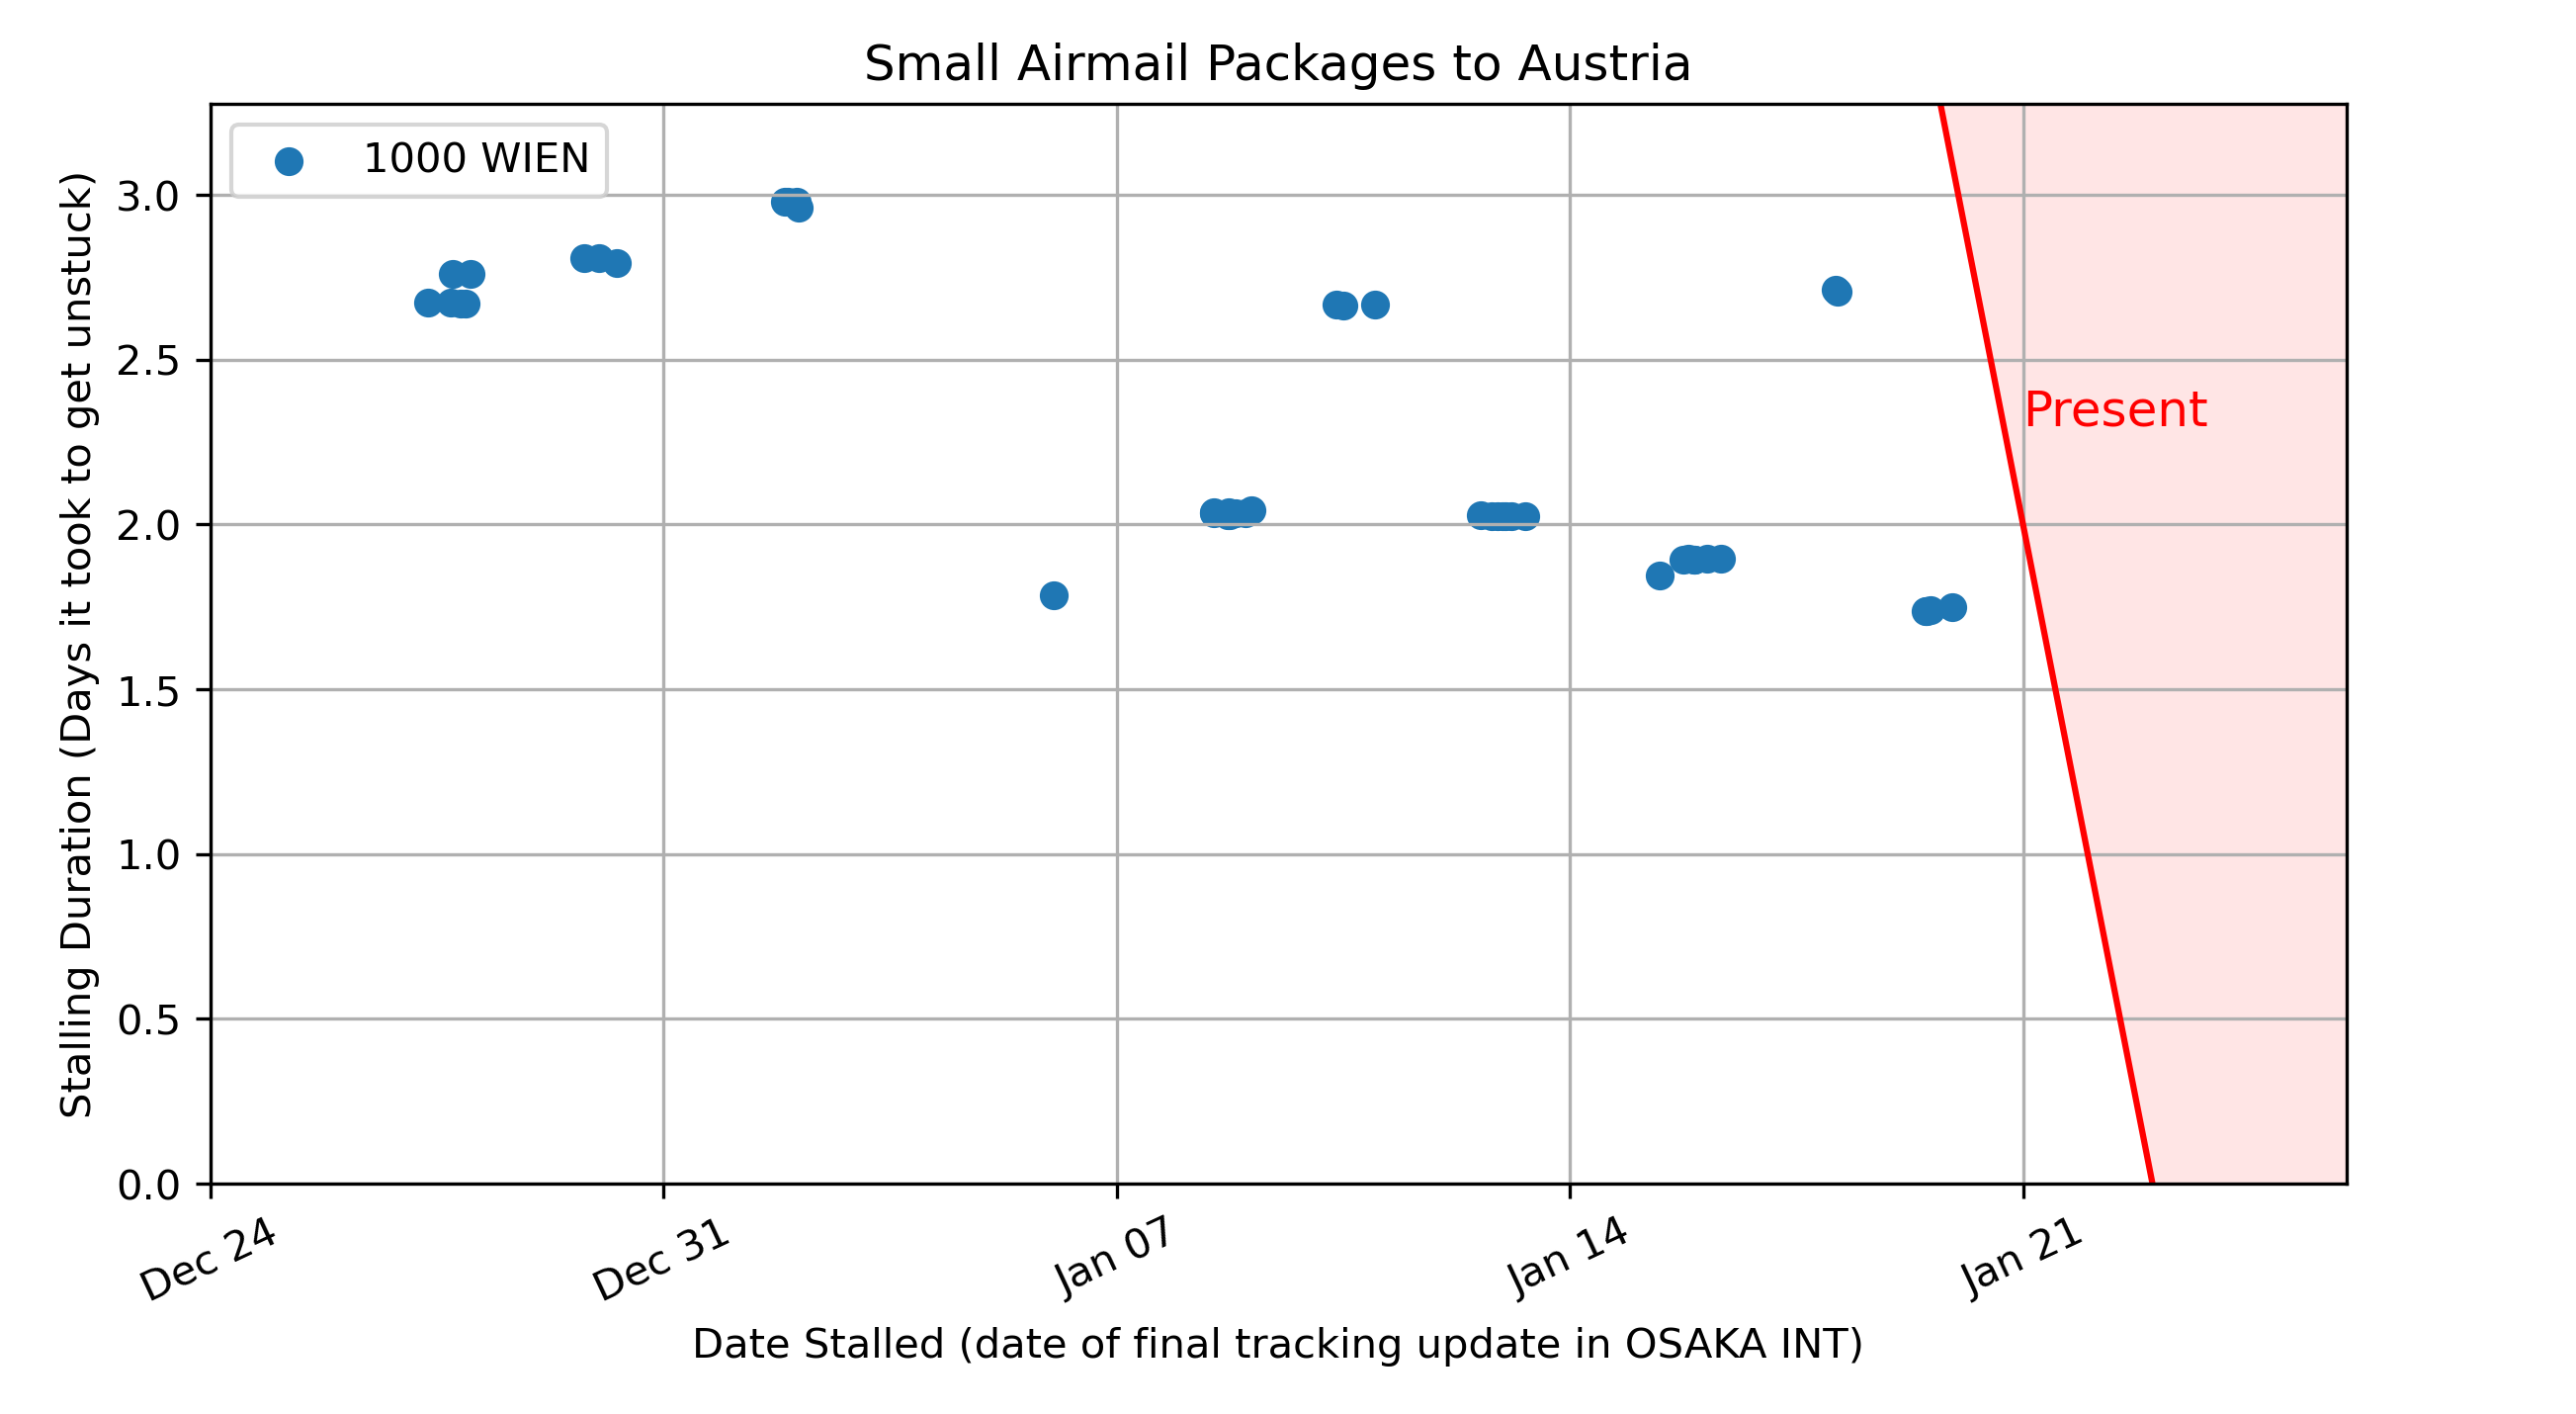 Small Airmail Packages to Austria
1000 WIEN
Stalling Duration (Days it took to get unstuck)
3.0
2.5
2.0
1.5
1.0
0.5
0.0
Present
Dec 24
Dec 31
Jan 07
Jan 14
Jan 21
Date Stalled (date of final tracking update in OSAKA INT)